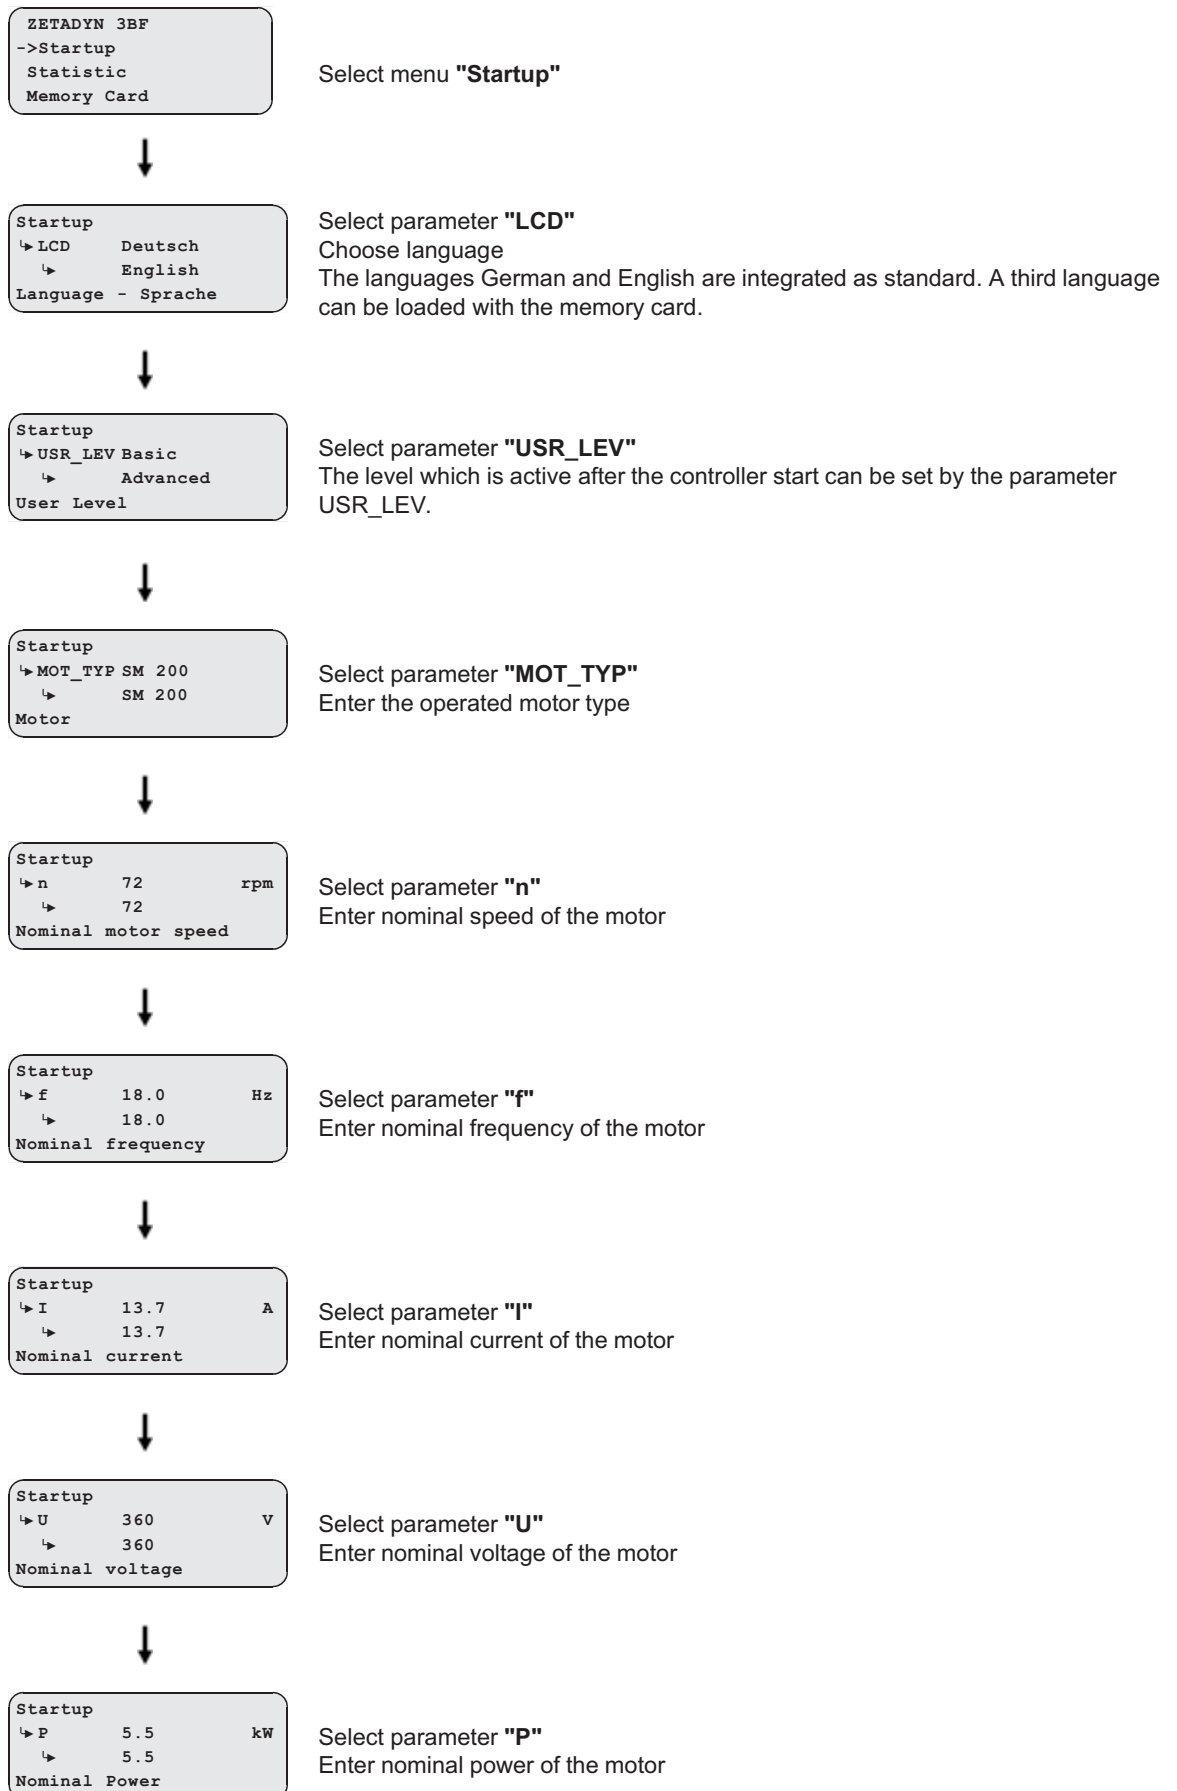 ZETADYN 3BF
->Startup
Statistic
Memory Card
Select menu "Startup"
Startup
↳ LCD Deutsch
↳ English
Language - Sprache
Select parameter "LCD"
Choose language
The languages German and English are integrated as standard. A third language
can be loaded with the memory card.
Startup
↳ USR_LEV Basic
↳ Advanced
User Level
Select parameter "USR_LEV"
The level which is active after the controller start can be set by the parameter
USR_LEV.
Startup
↳ MOT_TYP SM 200
↳ SM 200
Motor
Select parameter "MOT_TYP"
Enter the operated motor type
Startup
↳ n 72 rpm
↳ 72
Nominal motor speed
Select parameter "n"
Enter nominal speed of the motor
Startup
↳ f 18.0 Hz
↳ 18.0
Nominal frequency
Select parameter "f"
Enter nominal frequency of the motor
Startup
↳ I 13.7 A
↳ 13.7
Nominal current
Select parameter "I"
Enter nominal current of the motor
Startup
↳ U 360 V
↳ 360
Nominal voltage
Select parameter "U"
Enter nominal voltage of the motor
Startup
↳ P 5.5 kW
↳ 5.5
Nominal Power
Select parameter "P"
Enter nominal power of the motor